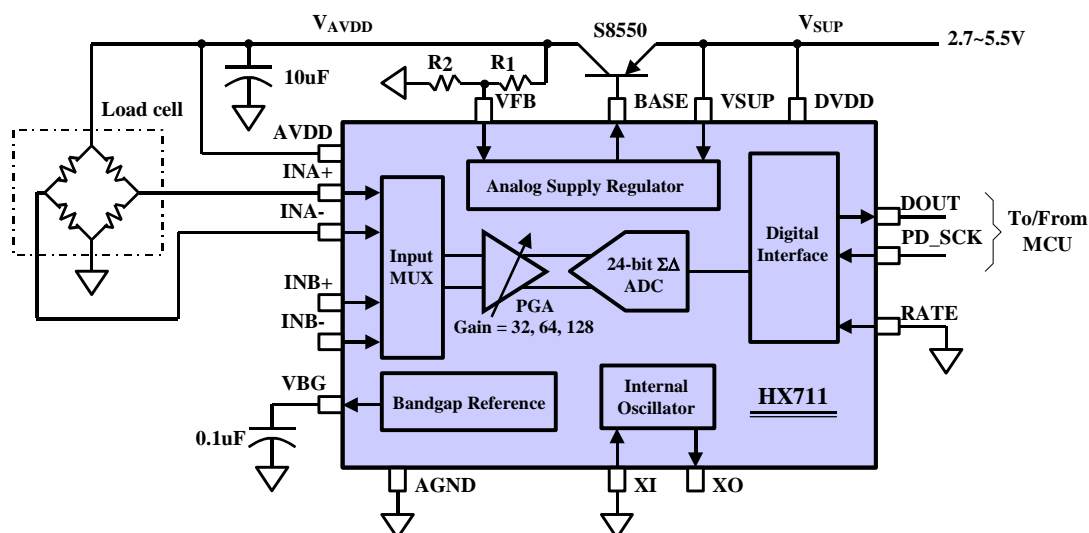 V_AVDD
S8550
V_SUP
2.7~5.5V
R2
R1
10uF
VFB
BASE
VSUP
DVDD
Load cell
AVDD
INA+
INA-
INB+
INB-
VBG
0.1uF
Analog Supply Regulator
Input
MUX
PGA
Gain = 32, 64, 128
24-bit ΣΔ
ADC
Digital
Interface
DOUT
PD_SCK
To/From
MCU
RATE
Bandgap Reference
Internal
Oscillator
HX711
AGND
XI
XO